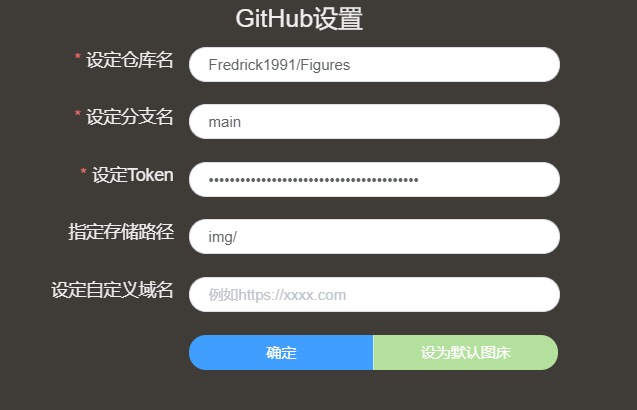 GitHub设置
* 设定仓库名 Fredrick1991/Figures
* 设定分支名 main
* 设定Token ••••••••••••••••••••••••••••••••••••••••
指定存储路径 img/
设定自定义域名 例如https://xxxx.com
确定 设为默认图床